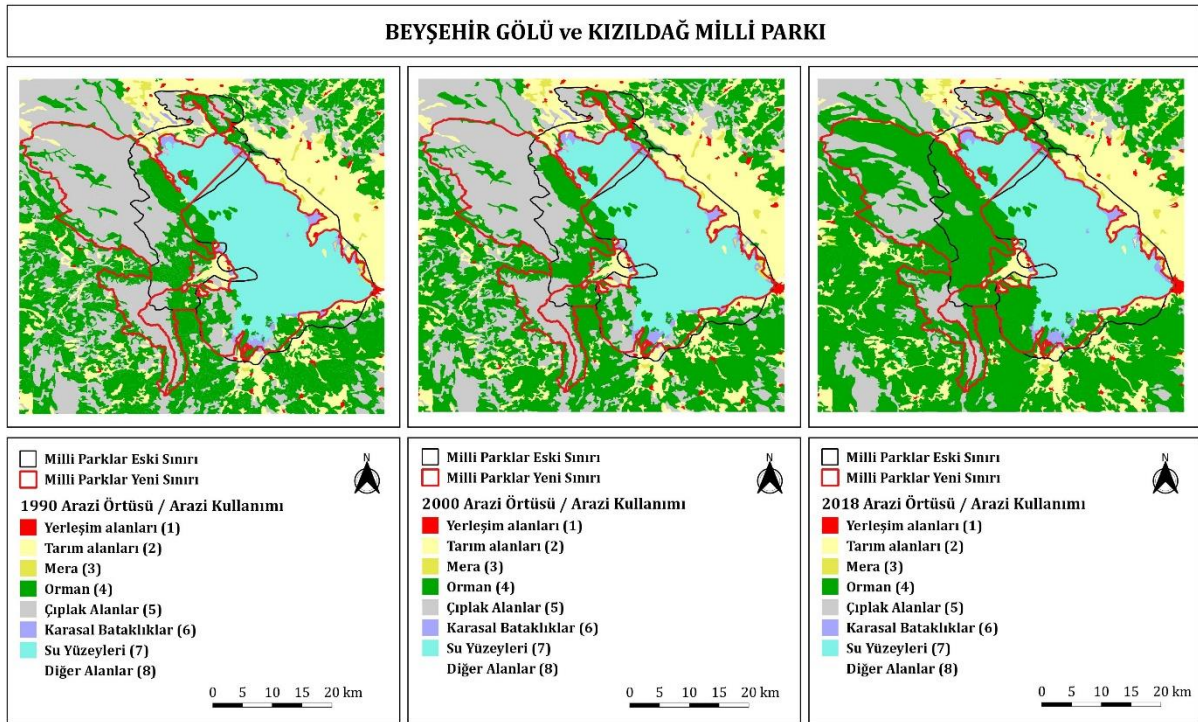 BEYŞEHİR GÖLÜ ve KIZILDAĞ MİLLİ PARKI
Milli Parklar Eski Sınırı
Milli Parklar Yeni Sınırı
N
1990 Arazi Örtüsü / Arazi Kullanımı
Yerleşim alanları (1)
Tarım alanları (2)
Mera (3)
Orman (4)
Çıplak Alanlar (5)
Karasal Bataklıklar (6)
Su Yüzeyleri (7)
Diğer Alanlar (8)
0 5 10 15 20 km
Milli Parklar Eski Sınırı
Milli Parklar Yeni Sınırı
N
2000 Arazi Örtüsü / Arazi Kullanımı
Yerleşim alanları (1)
Tarım alanları (2)
Mera (3)
Orman (4)
Çıplak Alanlar (5)
Karasal Bataklıklar (6)
Su Yüzeyleri (7)
Diğer Alanlar (8)
0 5 10 15 20 km
Milli Parklar Eski Sınırı
Milli Parklar Yeni Sınırı
N
2018 Arazi Örtüsü / Arazi Kullanımı
Yerleşim alanları (1)
Tarım alanları (2)
Mera (3)
Orman (4)
Çıplak Alanlar (5)
Karasal Bataklıklar (6)
Su Yüzeyleri (7)
Diğer Alanlar (8)
0 5 10 15 20 km